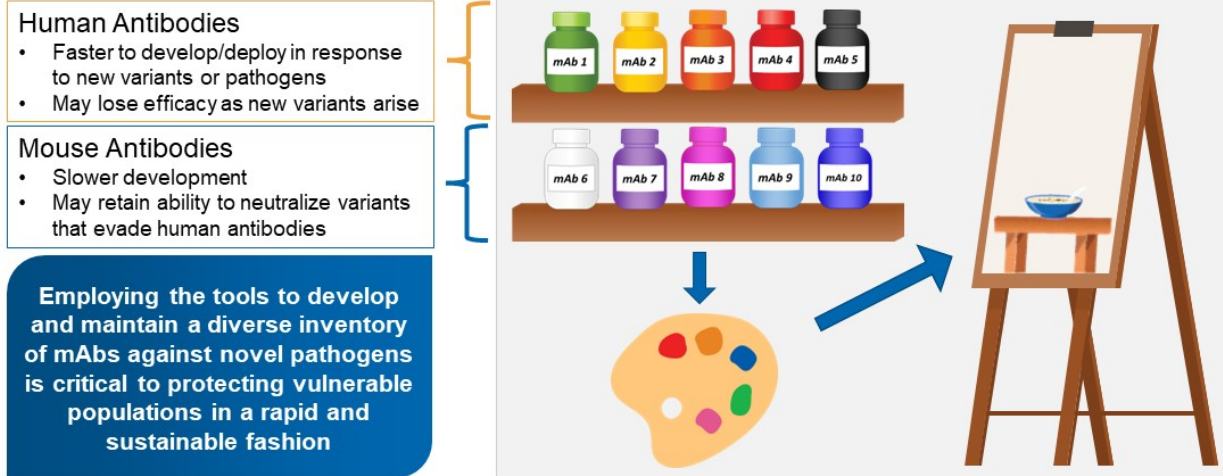 Human Antibodies
• Faster to develop/deploy in response
to new variants or pathogens
• May lose efficacy as new variants arise
Mouse Antibodies
• Slower development
• May retain ability to neutralize variants
that evade human antibodies
Employing the tools to develop
and maintain a diverse inventory
of mAbs against novel pathogens
is critical to protecting vulnerable
populations in a rapid and
sustainable fashion
mAb 1
mAb 2
mAb 3
mAb 4
mAb 5
mAb 6
mAb 7
mAb 8
mAb 9
mAb 10